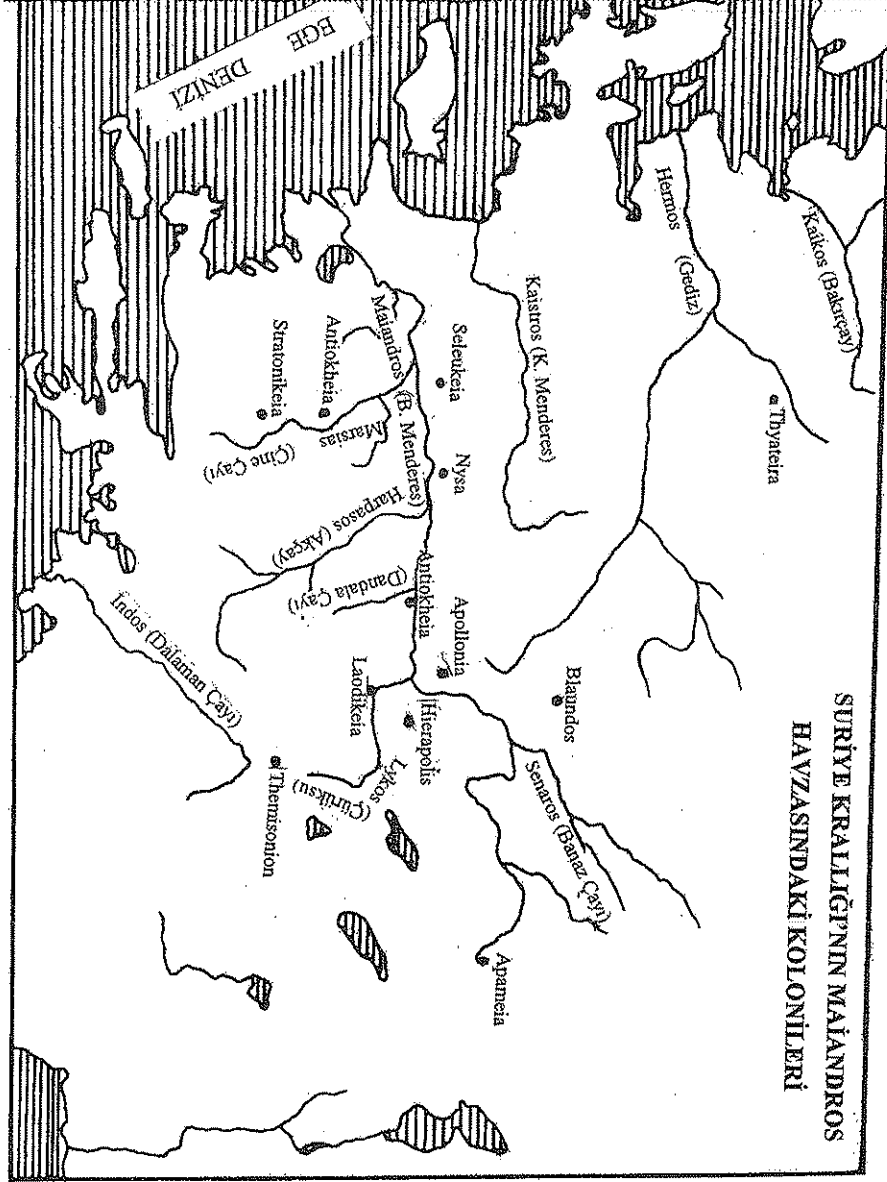 SURİYE KRALLIĞI'NIN MAİANDROS
HAVZASINDAKİ KOLONİLERİ
EGE
DENİZİ
Kaikos (Bakırçay)
Hermios (Gediz)
Thyateira
Kaistros (K. Menderes)
Blaundos
Senaros (Banaz Çayı)
Apameia
Seleukeia
Nysa
Apollonia
Maiandros (B. Menderes)
Antiokheia
Hierapolis
Antiokheia
Marsias
(Çine Çayı)
Stratonikeia
Harpasos (Akçay)
(Dandala Çayı)
Laodikeia
Lykos (Çürüksu)
Themisonion
İndos (Dalaman Çayı)